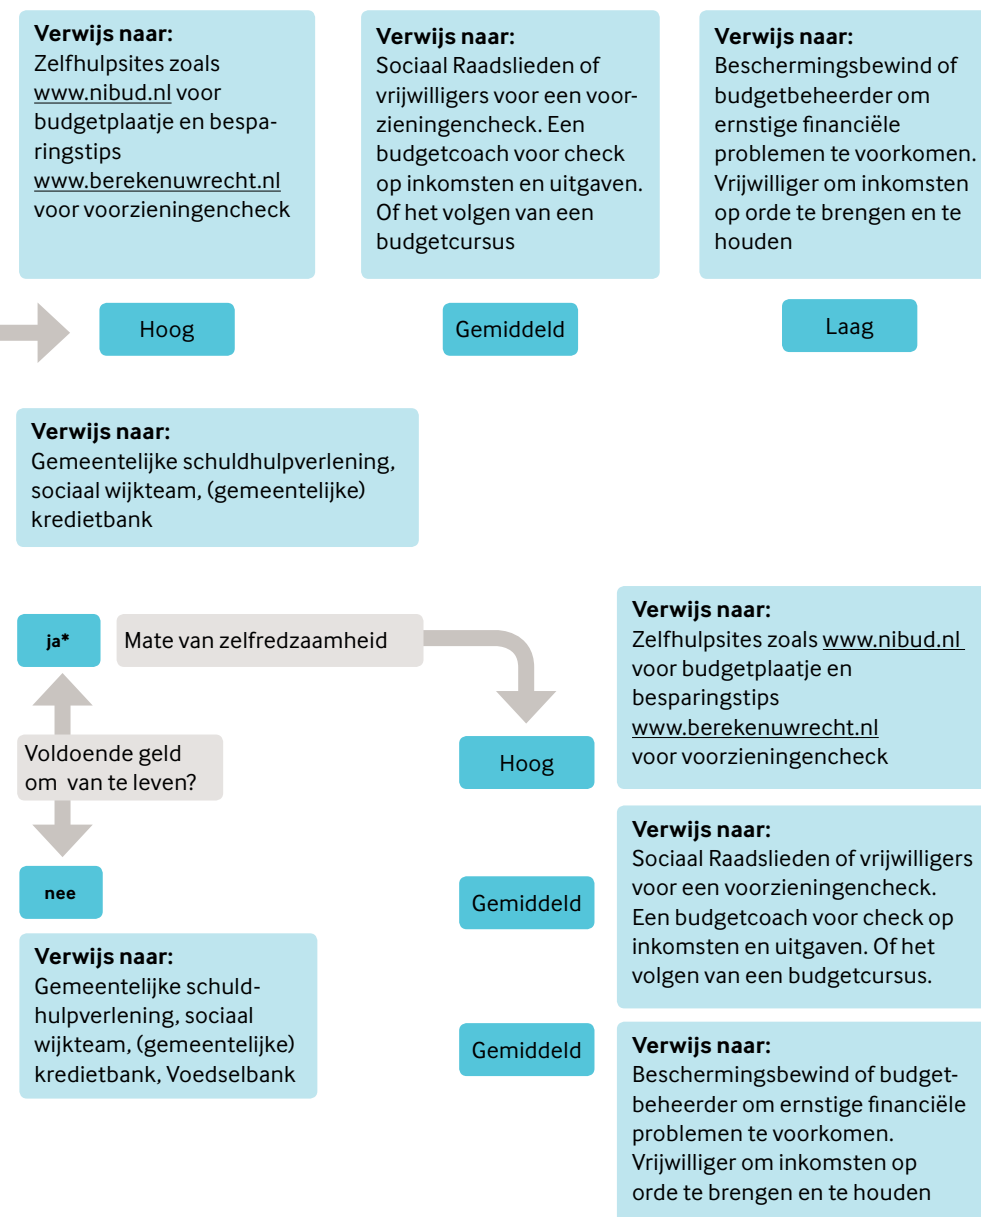 Verwijs naar:
Zelfhulpsites zoals
www.nibud.nl voor
budgetplaatje en bespa-
ringstips
www.berekenuwrecht.nl
voor voorzieningencheck
Verwijs naar:
Sociaal Raadslieden of
vrijwilligers voor een voor-
zieningencheck. Een
budgetcoach voor check
op inkomsten en uitgaven.
Of het volgen van een
budgetcursus
Verwijs naar:
Beschermingsbewind of
budgetbeheerder om
ernstige financiële
problemen te voorkomen.
Vrijwilliger om inkomsten
op orde te brengen en te
houden
Hoog
Gemiddeld
Laag
Verwijs naar:
Gemeentelijke schuldhulpverlening,
sociaal wijkteam, (gemeentelijke)
kredietbank
ja*
Mate van zelfredzaamheid
Voldoende geld
om van te leven?
nee
Verwijs naar:
Gemeentelijke schuld-
hulpverlening, sociaal
wijkteam, (gemeentelijke)
kredietbank, Voedselbank
Hoog
Verwijs naar:
Zelfhulpsites zoals www.nibud.nl
voor budgetplaatje en
besparingstips
www.berekenuwrecht.nl
voor voorzieningencheck
Gemiddeld
Verwijs naar:
Sociaal Raadslieden of vrijwilligers
voor een voorzieningencheck.
Een budgetcoach voor check op
inkomsten en uitgaven. Of het
volgen van een budgetcursus.
Gemiddeld
Verwijs naar:
Beschermingsbewind of budget-
beheerder om ernstige financiële
problemen te voorkomen.
Vrijwilliger om inkomsten op
orde te brengen en te houden